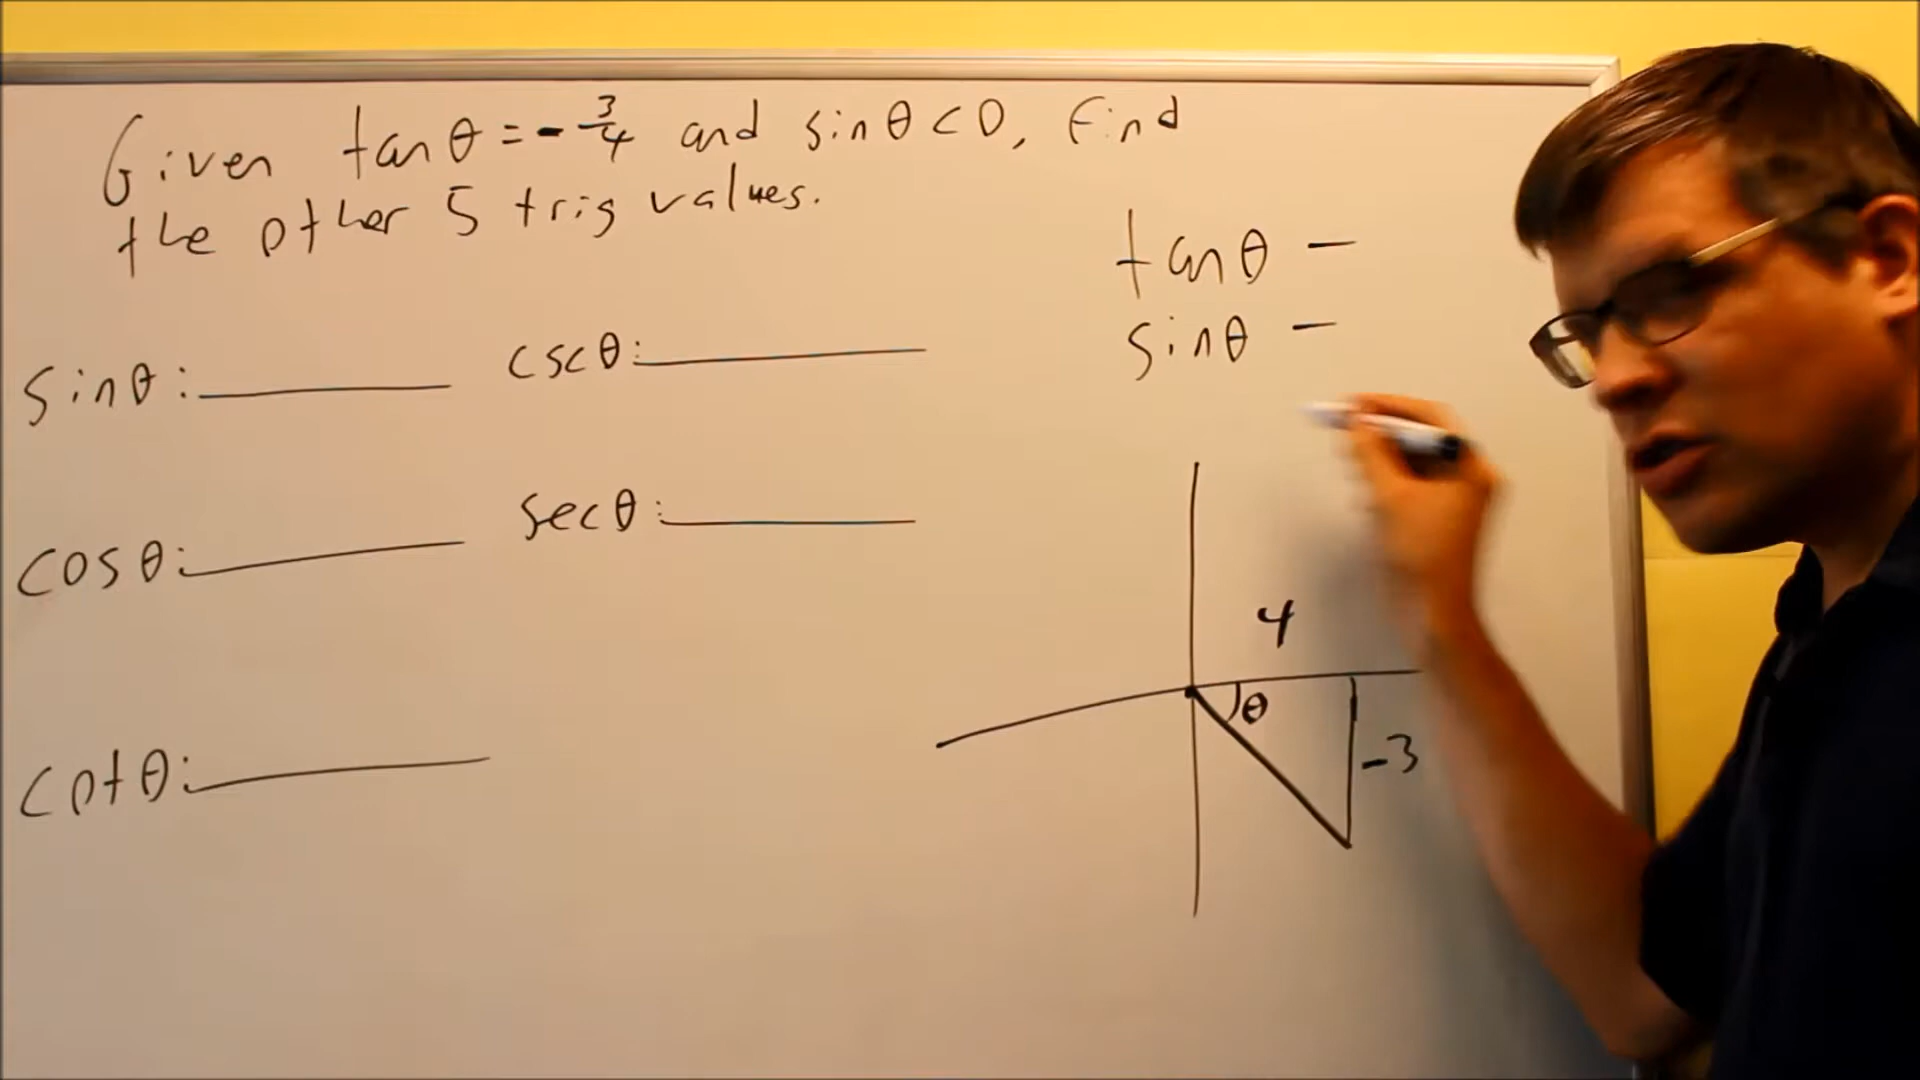 Given tanθ = -3/4 and sinθ < 0, Find
the other 5 trig values.
tanθ −
sinθ −
sinθ:
cscθ:
cosθ:
secθ:
cotθ:
4
θ
-3